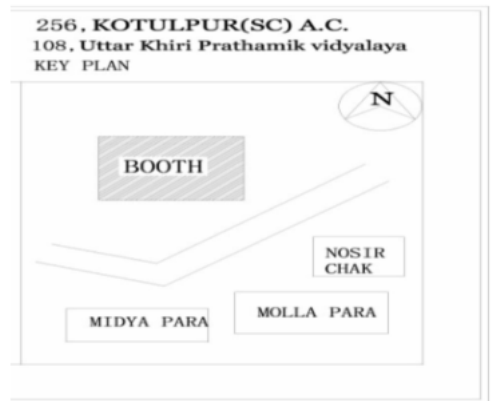 256, KOTULPUR(SC) A.C.
108, Uttar Khiri Prathamik vidyalaya
KEY PLAN
N
BOOTH
NOSIR
CHAK
MIDYA PARA
MOLLA PARA